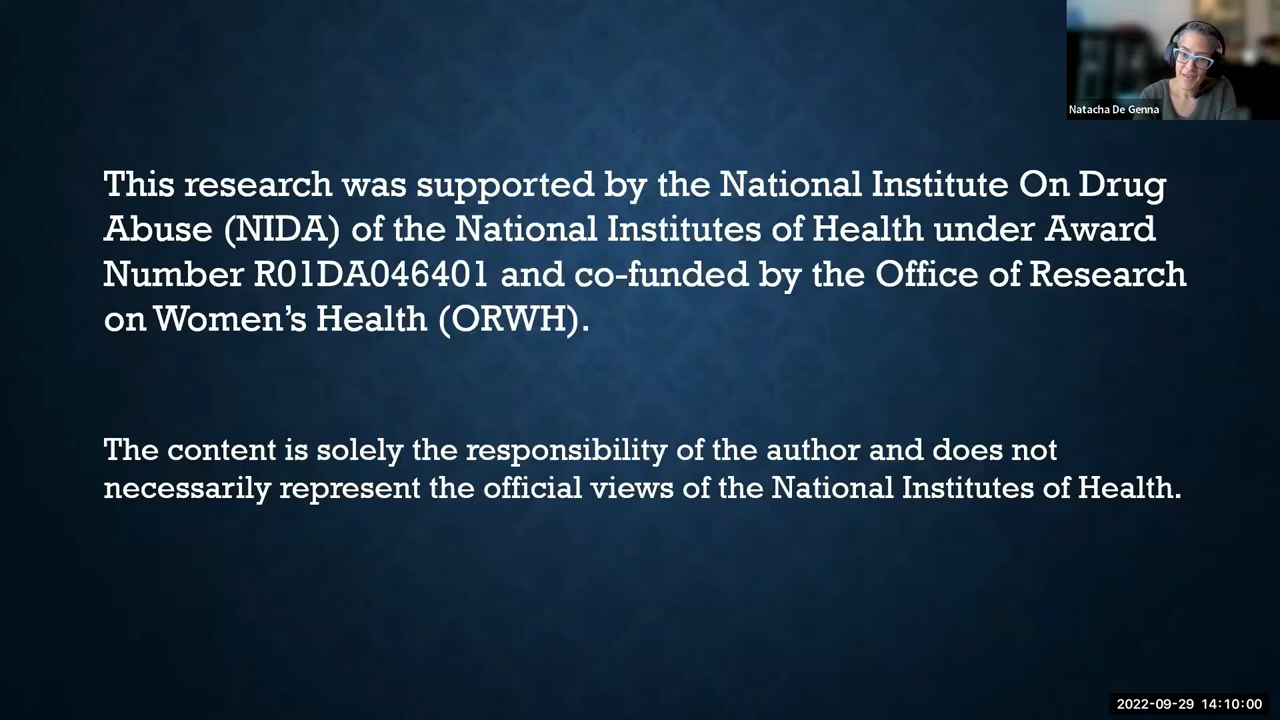 Natacha De Genna
This research was supported by the National Institute On Drug
Abuse (NIDA) of the National Institutes of Health under Award
Number R01DA046401 and co-funded by the Office of Research
on Women’s Health (ORWH).
The content is solely the responsibility of the author and does not
necessarily represent the official views of the National Institutes of Health.
2022-09-29 14:10:00